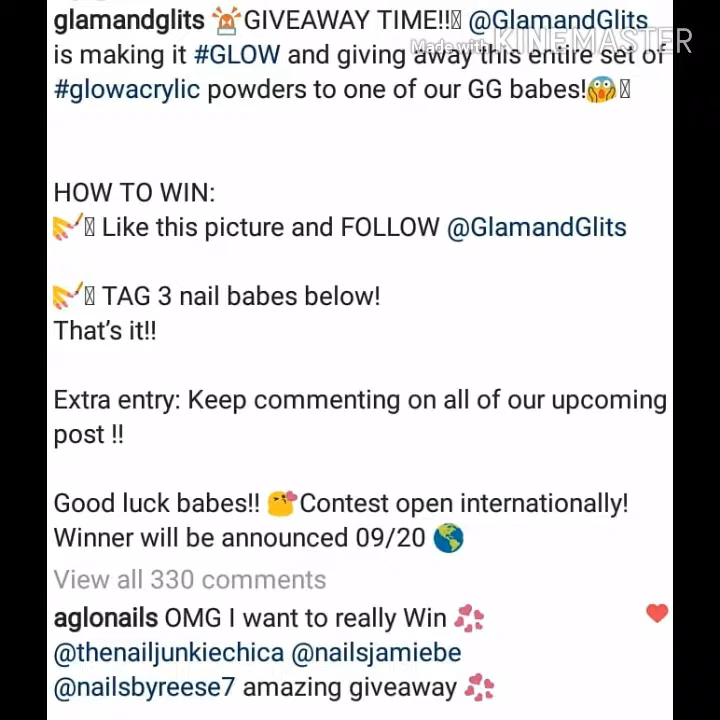 glamandglits 🚨GIVEAWAY TIME!! @GlamandGlits
Made with KINEMASTER
is making it #GLOW and giving away this entire set of
#glowacrylic powders to one of our GG babes!😱
HOW TO WIN:
💅 Like this picture and FOLLOW @GlamandGlits
💅 TAG 3 nail babes below!
That's it!!
Extra entry: Keep commenting on all of our upcoming
post !!
Good luck babes!! 😘Contest open internationally!
Winner will be announced 09/20 🌎
View all 330 comments
aglonails OMG I want to really Win 💞
@thenailjunkiechica @nailsjamiebe
@nailsbyreese7 amazing giveaway 💞